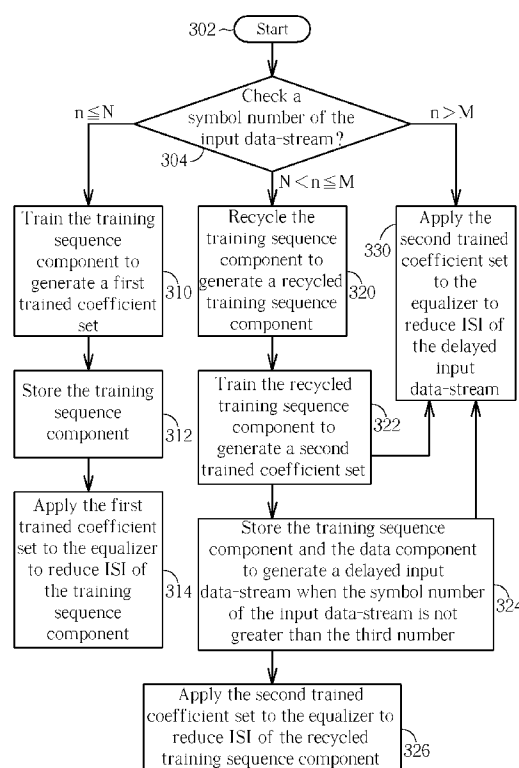 302
Start
Check a
symbol number of the
input data-stream?
304
n≦N
n>M
N<n≦M
Train the training
sequence
component to
generate a first
trained coefficient
set
310
Store the training
sequence
component
312
Apply the first
trained coefficient
set to the equalizer
to reduce ISI of
the training
sequence
component
314
Recycle the
training sequence
component to
generate a recycled
training sequence
component
320
Train the recycled
training sequence
component to
generate a second
trained coefficient set
322
Store the training sequence
component and the data component
to generate a delayed input
data-stream when the symbol number
of the input data-stream is not
greater than the third number
324
Apply the second trained
coefficient set to the equalizer to
reduce ISI of the recycled
training sequence component
326
Apply the
second trained
coefficient set
to the
equalizer to
reduce ISI of
the delayed
input
data-stream
330